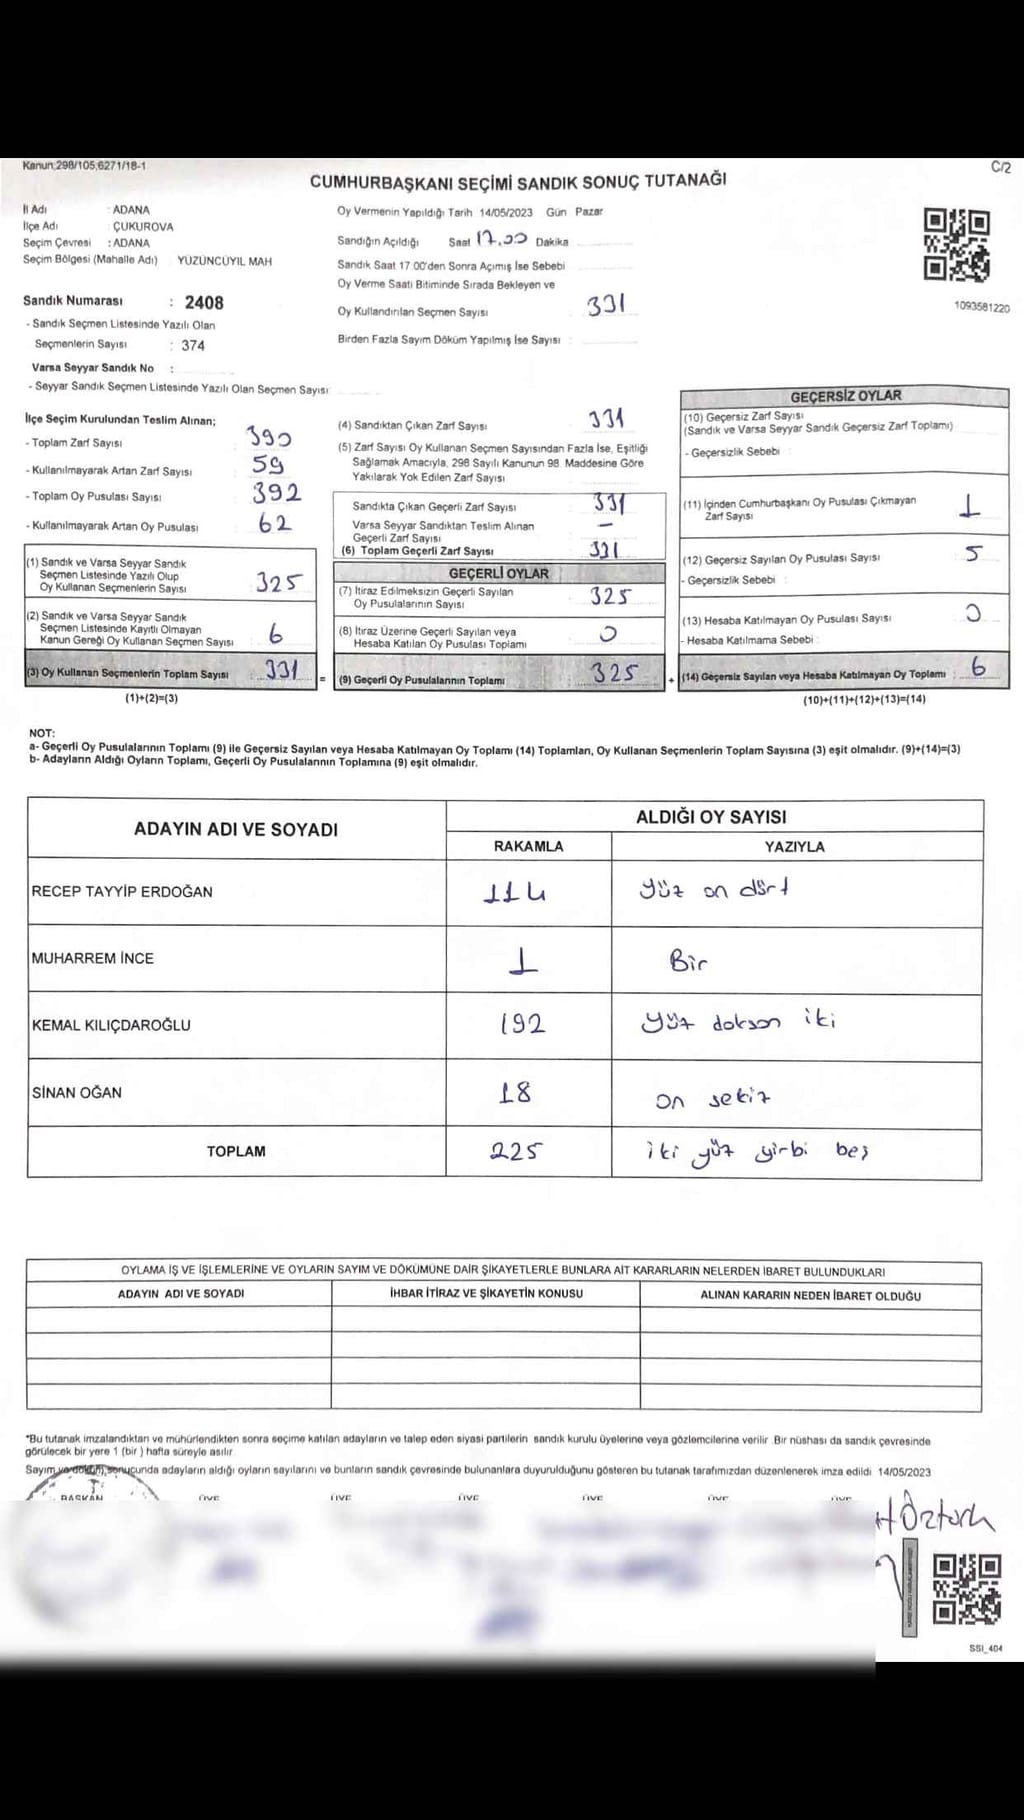 Kanun;298/105;6271/18-1
C/2
CUMHURBAŞKANI SEÇİMİ SANDIK SONUÇ TUTANAĞI
İl Adı : ADANA
İlçe Adı : ÇUKUROVA
Seçim Çevresi : ADANA
Seçim Bölgesi (Mahalle Adı) : YÜZÜNCÜYIL MAH
Sandık Numarası : 2408
- Sandık Seçmen Listesinde Yazılı Olan
Seçmenlerin Sayısı : 374
Varsa Seyyar Sandık No :
- Seyyar Sandık Seçmen Listesinde Yazılı Olan Seçmen Sayısı:
Oy Vermenin Yapıldığı Tarih 14/05/2023 Gün Pazar
Sandığın Açıldığı Saat 17.00 Dakika
Sandık Saat 17 00'den Sonra Açımış İse Sebebi
Oy Verme Saati Bitiminde Sırada Bekleyen ve
Oy Kullandırılan Seçmen Sayısı : 331
Birden Fazla Sayım Döküm Yapılmış İse Sayısı :
1093581220
İlçe Seçim Kurulundan Teslim Alınan;
- Toplam Zarf Sayısı : 390
- Kullanılmayarak Artan Zarf Sayısı : 59
- Toplam Oy Pusulası Sayısı : 392
- Kullanılmayarak Artan Oy Pusulası : 62
(1) Sandık ve Varsa Seyyar Sandık
Seçmen Listesinde Yazılı Olup
Oy Kullanan Seçmenlerin Sayısı : 325
(2) Sandık ve Varsa Seyyar Sandık
Seçmen Listesinde Kayıtlı Olmayan
Kanun Gereği Oy Kullanan Seçmen Sayısı : 6
(3) Oy Kullanan Seçmenlerin Toplam Sayısı : 331
(1)+(2)=(3)
=
(4) Sandıktan Çıkan Zarf Sayısı : 331
(5) Zarf Sayısı Oy Kullanan Seçmen Sayısından Fazla İse, Eşitliği
Sağlamak Amacıyla, 298 Sayılı Kanunun 98. Maddesine Göre
Yakılarak Yok Edilen Zarf Sayısı :
Sandıkta Çıkan Geçerli Zarf Sayısı : 331
Varsa Seyyar Sandıktan Teslim Alınan
Geçerli Zarf Sayısı : –
(6) Toplam Geçerli Zarf Sayısı : 331
GEÇERLİ OYLAR
(7) İtiraz Edilmeksizin Geçerli Sayılan
Oy Pusulalarının Sayısı : 325
(8) İtiraz Üzerine Geçerli Sayılan veya
Hesaba Katılan Oy Pusulası Toplamı : 0
(9) Geçerli Oy Pusulalarının Toplamı : 325
+
GEÇERSİZ OYLAR
(10) Geçersiz Zarf Sayısı
(Sandık ve Varsa Seyyar Sandık Geçersiz Zarf Toplamı)
- Geçersizlik Sebebi :
(11) İçinden Cumhurbaşkanı Oy Pusulası Çıkmayan
Zarf Sayısı : 1
(12) Geçersiz Sayılan Oy Pusulası Sayısı : 5
- Geçersizlik Sebebi :
(13) Hesaba Katılmayan Oy Pusulası Sayısı : 0
- Hesaba Katılmama Sebebi :
(14) Geçersiz Sayılan veya Hesaba Katılmayan Oy Toplamı : 6
(10)+(11)+(12)+(13)=(14)
NOT:
a- Geçerli Oy Pusulalarının Toplamı (9) ile Geçersiz Sayılan veya Hesaba Katılmayan Oy Toplamı (14) Toplamları, Oy Kullanan Seçmenlerin Toplam Sayısına (3) eşit olmalıdır. (9)+(14)=(3)
b- Adayların Aldığı Oyların Toplamı, Geçerli Oy Pusulalarının Toplamına (9) eşit olmalıdır.
ADAYIN ADI VE SOYADI
ALDIĞI OY SAYISI
RAKAMLA YAZIYLA
RECEP TAYYİP ERDOĞAN 114 yüz on dört
MUHARREM İNCE 1 Bir
KEMAL KILIÇDAROĞLU 192 yüz doksan iki
SİNAN OĞAN 18 on sekiz
TOPLAM 225 iki yüz yirbi beş
OYLAMA İŞ VE İŞLEMLERİNE VE OYLARIN SAYIM VE DÖKÜMÜNE DAİR ŞİKAYETLERLE BUNLARA AİT KARARLARIN NELERDEN İBARET BULUNDUKLARI
ADAYIN ADI VE SOYADI İHBAR İTİRAZ VE ŞİKAYETİN KONUSU ALINAN KARARIN NEDEN İBARET OLDUĞU
*Bu tutanak imzalandıktan ve mühürlendikten sonra seçime katılan adayların ve talep eden siyasi partilerin sandık kurulu üyelerine veya gözlemcilerine verilir Bir nüshası da sandık çevresinde
görülecek bir yere 1 (bir ) hafta süreyle asılır
Sayım ve döküm sonucunda adayların aldığı oyların sayılarını ve bunların sandık çevresinde bulunanlara duyurulduğunu gösteren bu tutanak tarafımızdan düzenlenerek imza edildi 14/05/2023
BAŞKAN ÜYE ÜYE ÜYE ÜYE ÜYE ÜYE
Öztürk
SSI_404